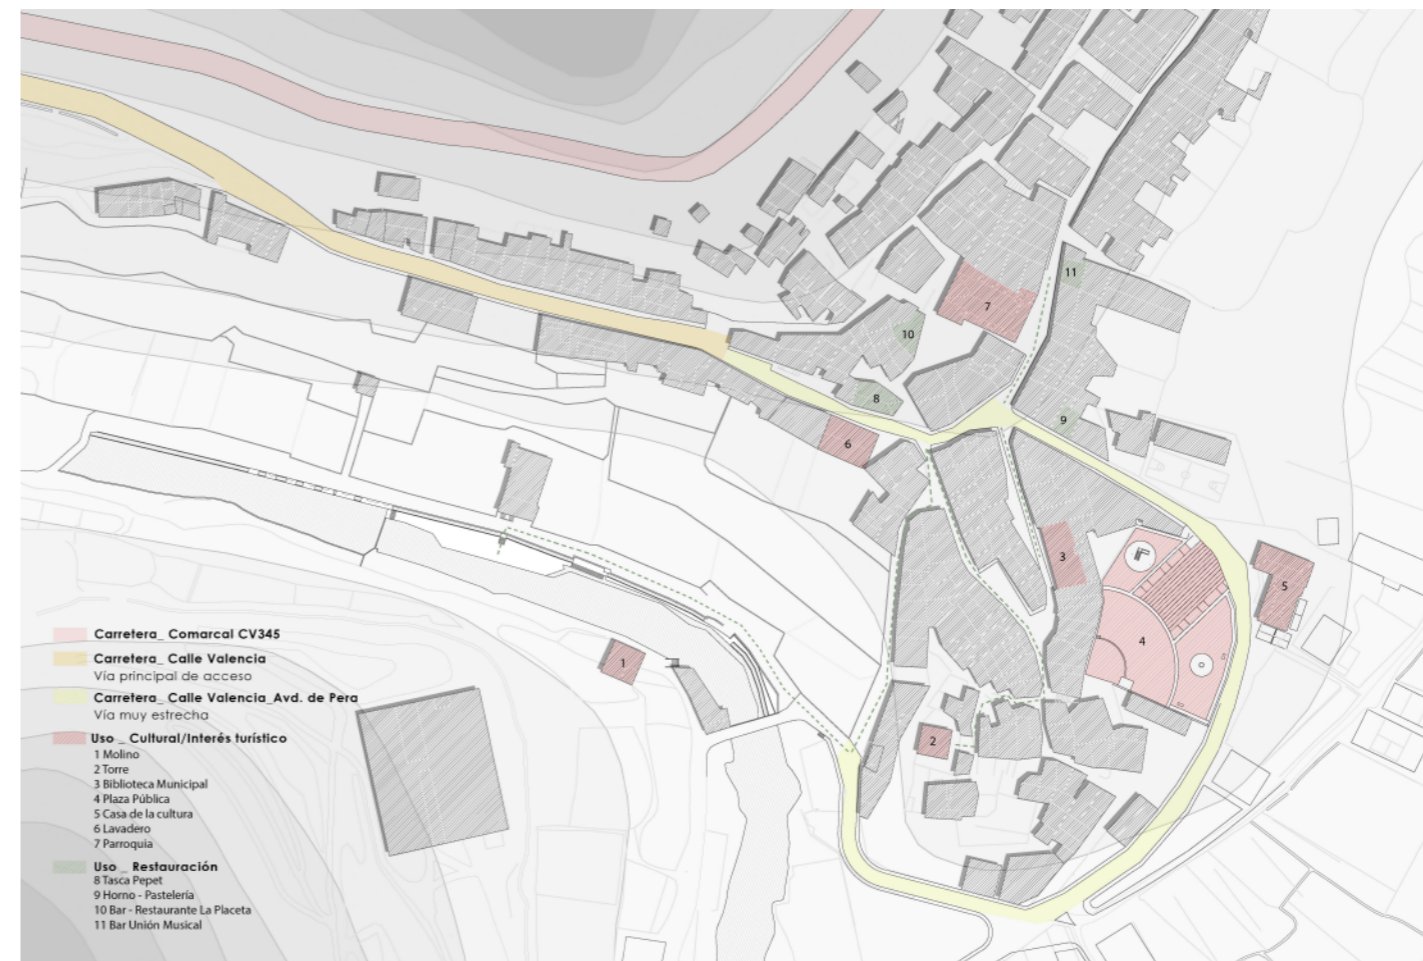 11
7
10
8
9
6
3
5
4
1
2
Carretera_ Comarcal CV345
Carretera_ Calle Valencia
Vía principal de acceso
Carretera_ Calle Valencia_Avd. de Pera
Vía muy estrecha
Uso _ Cultural/Interés turístico
1 Molino
2 Torre
3 Biblioteca Municipal
4 Plaza Pública
5 Casa de la cultura
6 Lavadero
7 Parroquia
Uso _ Restauración
8 Tasca Pepet
9 Horno - Pastelería
10 Bar - Restaurante La Placeta
11 Bar Unión Musical